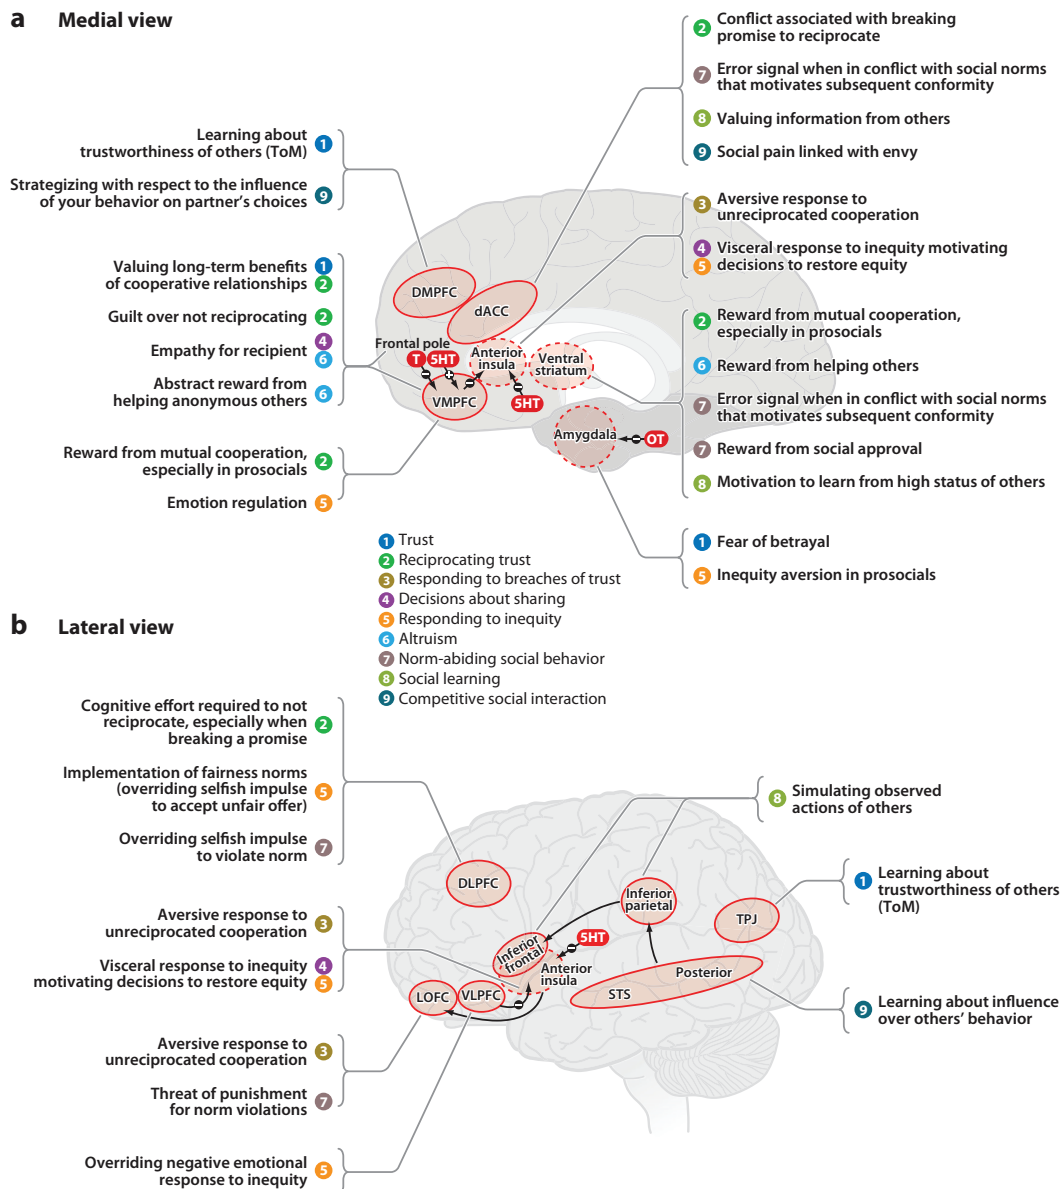 a Medial view
2 Conflict associated with breaking
promise to reciprocate
7 Error signal when in conflict with social norms
that motivates subsequent conformity
8 Valuing information from others
9 Social pain linked with envy
Learning about
trustworthiness of others (ToM) 1
Strategizing with respect to the influence
of your behavior on partner's choices 9
3 Aversive response to
unreciprocated cooperation
4 Visceral response to inequity motivating
5 decisions to restore equity
Valuing long-term benefits 1
of cooperative relationships 2
Guilt over not reciprocating 2
Empathy for recipient 4
6
Abstract reward from
helping anonymous others 6
Reward from mutual cooperation,
especially in prosocials 2
Emotion regulation 5
DMPFC
dACC
Frontal pole
T 5HT
Anterior
insula
Ventral
striatum
VMPFC
5HT
Amygdala
OT
2 Reward from mutual cooperation,
especially in prosocials
6 Reward from helping others
7 Error signal when in conflict with social norms
that motivates subsequent conformity
7 Reward from social approval
8 Motivation to learn from high status of others
1 Fear of betrayal
5 Inequity aversion in prosocials
1 Trust
2 Reciprocating trust
3 Responding to breaches of trust
4 Decisions about sharing
5 Responding to inequity
6 Altruism
7 Norm-abiding social behavior
8 Social learning
9 Competitive social interaction
b Lateral view
Cognitive effort required to not
reciprocate, especially when 2
breaking a promise
Implementation of fairness norms
(overriding selfish impulse 5
to accept unfair offer)
Overriding selfish impulse
to violate norm 7
Aversive response to
unreciprocated cooperation 3
Visceral response to inequity 4
motivating decisions to restore equity 5
Aversive response to
unreciprocated cooperation 3
Threat of punishment
for norm violations 7
Overriding negative emotional
response to inequity 5
DLPFC
Inferior
parietal
TPJ
5HT
Inferior
frontal
Anterior
insula
Posterior
STS
LOFC
VLPFC
8 Simulating observed
actions of others
1 Learning about
trustworthiness of others
(ToM)
9 Learning about influence
over others' behavior